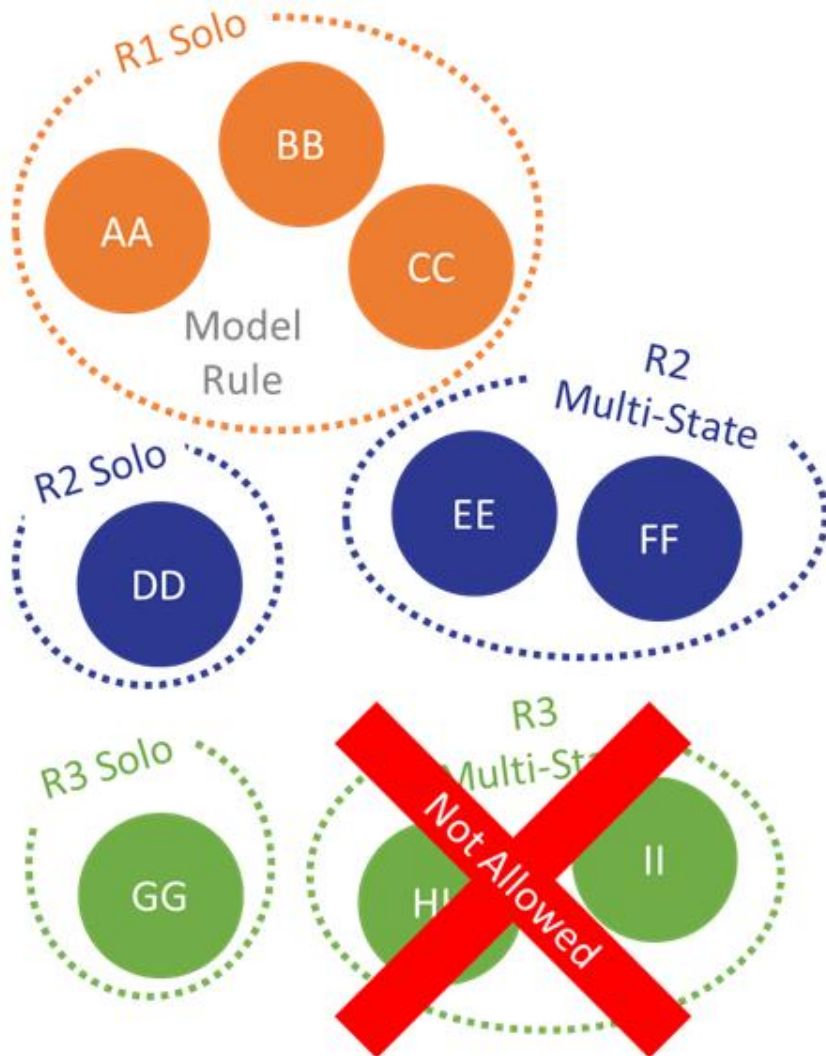 R1 Solo
BB
AA
CC
Model
Rule
R2
Multi-State
R2 Solo
EE
FF
DD
R3
R3 Solo
Not Allowed
II
GG